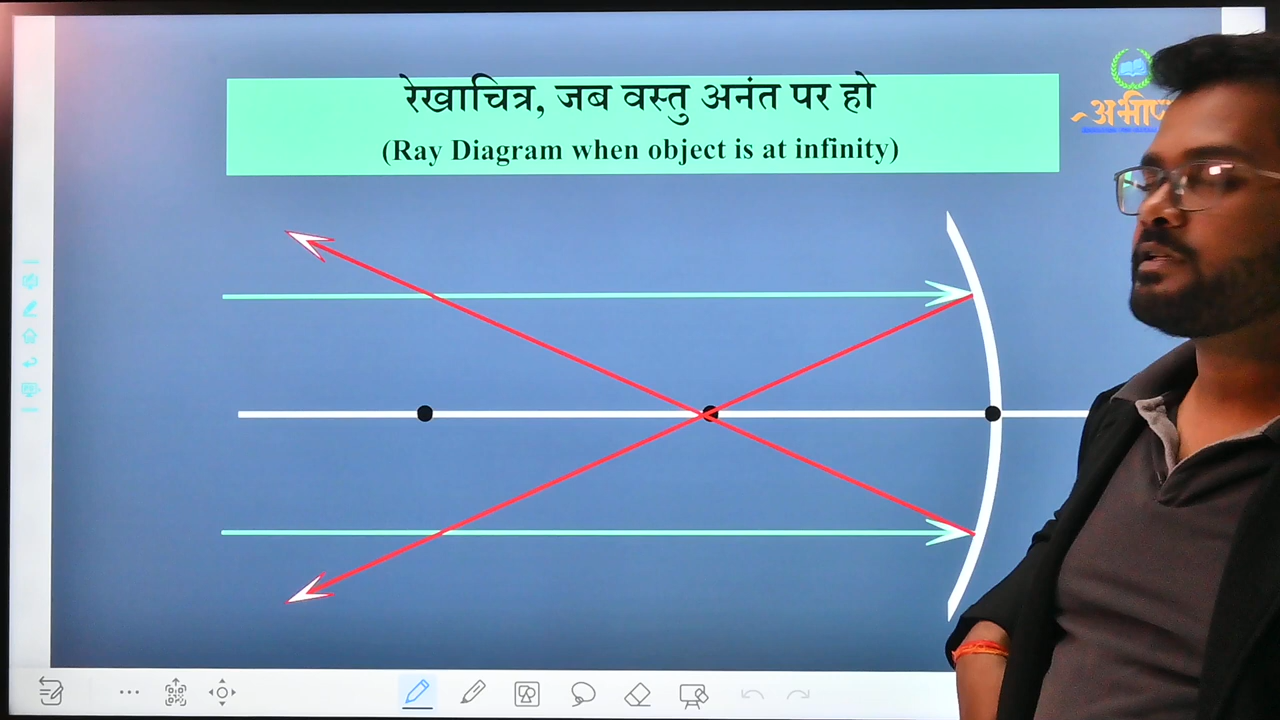 रेखाचित्र, जब वस्तु अनंत पर हो
(Ray Diagram when object is at infinity)